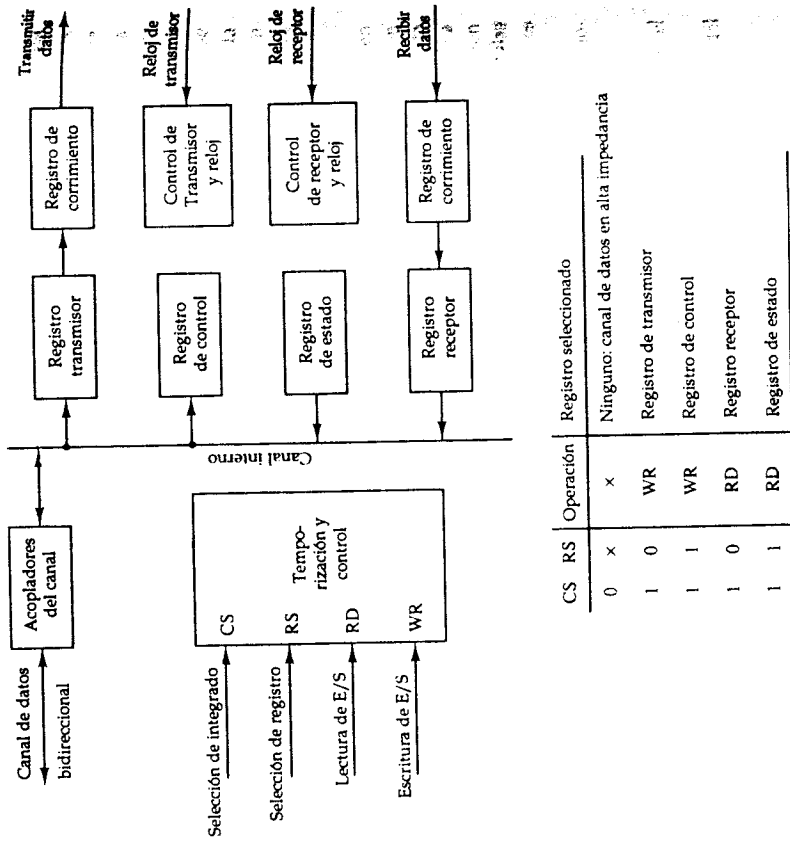 Canal de datos
bidireccional
Acopladores
del canal
Canal interno
Selección de integrado
Selección de registro
Lectura de E/S
Escritura de E/S
CS
RS
RD
WR
Tempo-
rización y
control
Registro
transmisor
Registro de
corrimiento
Transmitir
datos
Registro
de control
Control de
Transmisor
y reloj
Reloj de
transmisor
Registro
de estado
Control
de receptor
y reloj
Reloj de
receptor
Registro
receptor
Registro de
corrimiento
Recibir
datos
CS RS Operación Registro seleccionado
0 × × Ninguno: canal de datos en alta impedancia
1 0 WR Registro de transmisor
1 1 WR Registro de control
1 0 RD Registro receptor
1 1 RD Registro de estado